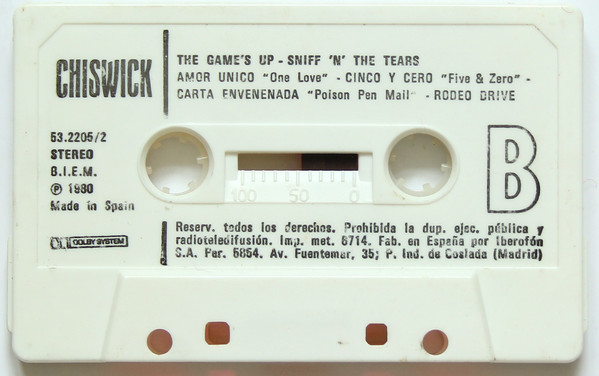 CHISWICK
THE GAME'S UP - SNIFF 'N' THE TEARS
AMOR UNICO "One Love" - CINCO Y CERO "Five & Zero" -
CARTA ENVENENADA "Poison Pen Mail" - RODEO DRIVE
53.2205/2
STEREO
B.I.E.M.
℗ 1980
Made in Spain
DOLBY SYSTEM
100 50 0
B
Reserv. todos los derechos. Prohibida la dup. ejec. pública y
radioteledifusión. Imp. met. 6714. Fab. en España por Iberofón
S.A. Per. 5854. Av. Fuentemar, 35; P. Ind. de Coslada (Madrid)